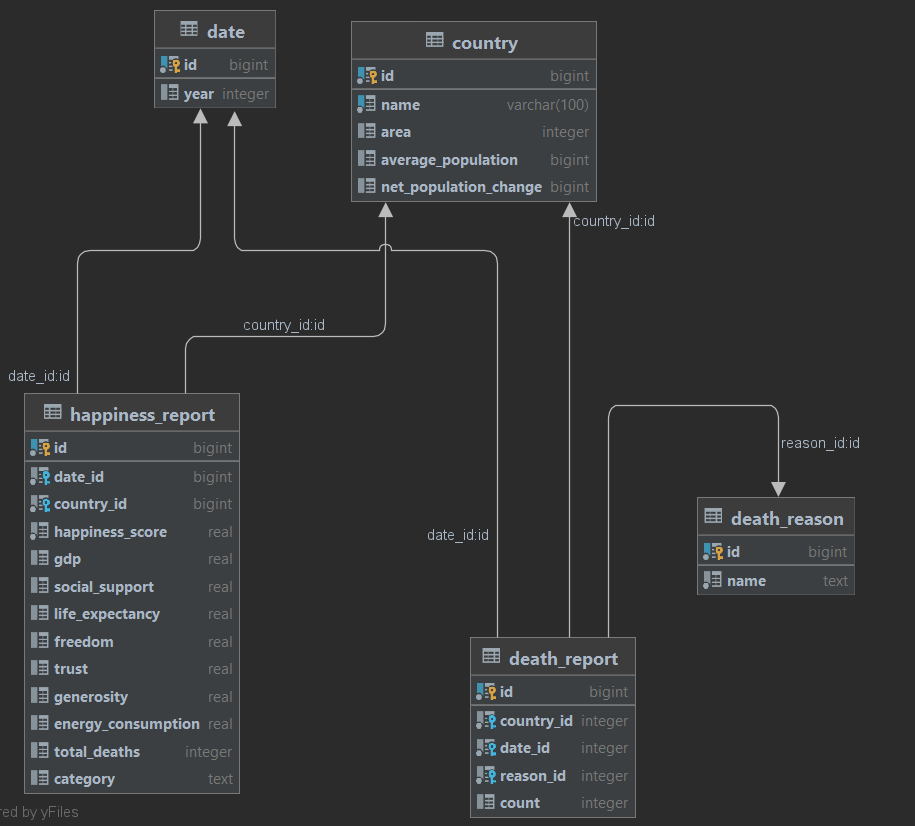 date
id bigint
year integer
country
id bigint
name varchar(100)
area integer
average_population bigint
net_population_change bigint
country_id:id
country_id:id
date_id:id
happiness_report
id bigint
date_id bigint
country_id bigint
happiness_score real
gdp real
social_support real
life_expectancy real
freedom real
trust real
generosity real
energy_consumption real
total_deaths integer
category text
reason_id:id
death_reason
id bigint
name text
date_id:id
death_report
id bigint
country_id integer
date_id integer
reason_id integer
count integer
red by yFiles